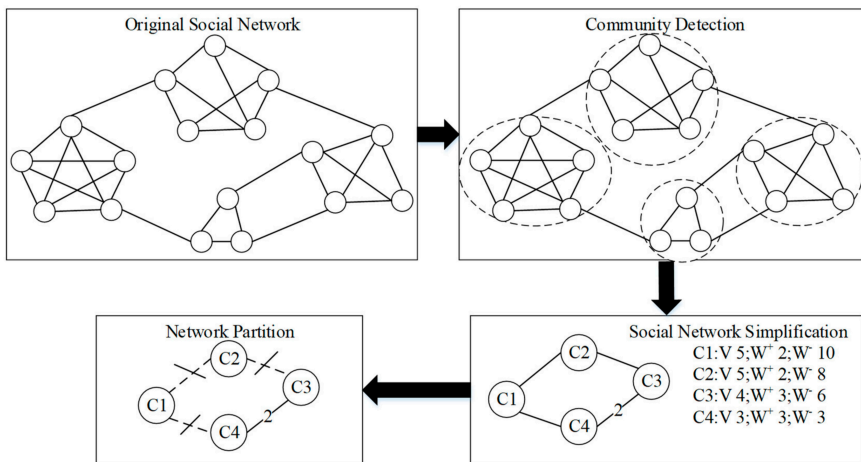 Original Social Network
Community Detection
Network Partition
C1
C2
C3
C4
2
Social Network Simplification
C1
C2
C3
C4
2
C1:V 5;W⁺ 2;W⁻ 10
C2:V 5;W⁺ 2;W⁻ 8
C3:V 4;W⁺ 3;W⁻ 6
C4:V 3;W⁺ 3;W⁻ 3